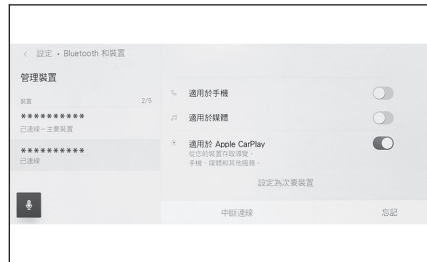 < 設定 • Bluetooth 和裝置
管理裝置
裝置 2/5
**********
已連線 – 主要裝置
**********
已連線
適用於手機
適用於媒體
適用於 Apple CarPlay
從您的裝置存取導覽、
手機、媒體和其他服務。
設定為次要裝置
中斷連線 忘記